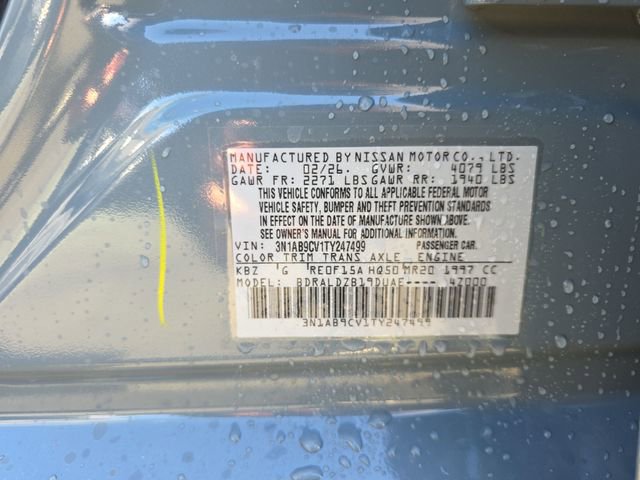 MANUFACTURED BY NISSAN MOTOR CO., LTD.
DATE: 02/26. GVWR: 4079 LBS
GAWR FR: 2271 LBS GAWR RR: 1940 LBS
THIS VEHICLE CONFORMS TO ALL APPLICABLE FEDERAL MOTOR
VEHICLE SAFETY, BUMPER AND THEFT PREVENTION STANDARDS
IN EFFECT ON THE DATE OF MANUFACTURE SHOWN ABOVE.
SEE OWNER'S MANUAL FOR ADDITIONAL INFORMATION.
VIN: 3N1AB9CV1TY247499 PASSENGER CAR.
COLOR TRIM TRANS AXLE ENGINE
KBZ G RE0F15A HQ50 MR20 1997 CC
MODEL: BDRALDZB19DUAE---- 4Z000
3N1AB9CV1TY247499